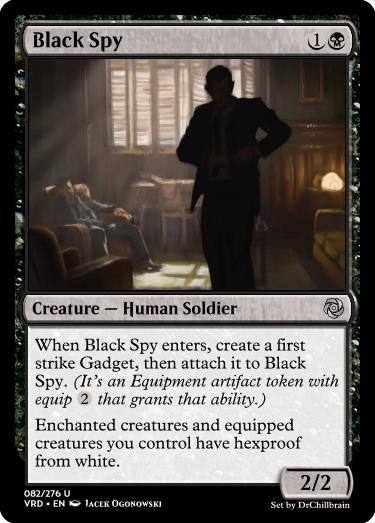 Black Spy 1
Creature — Human Soldier
When Black Spy enters, create a first
strike Gadget, then attach it to Black
Spy. (It's an Equipment artifact token with
equip 2 that grants that ability.)
Enchanted creatures and equipped
creatures you control have hexproof
from white.
2/2
082/276 U
VRD • EN Jacek Ogonowski
Set by DrChillbrain